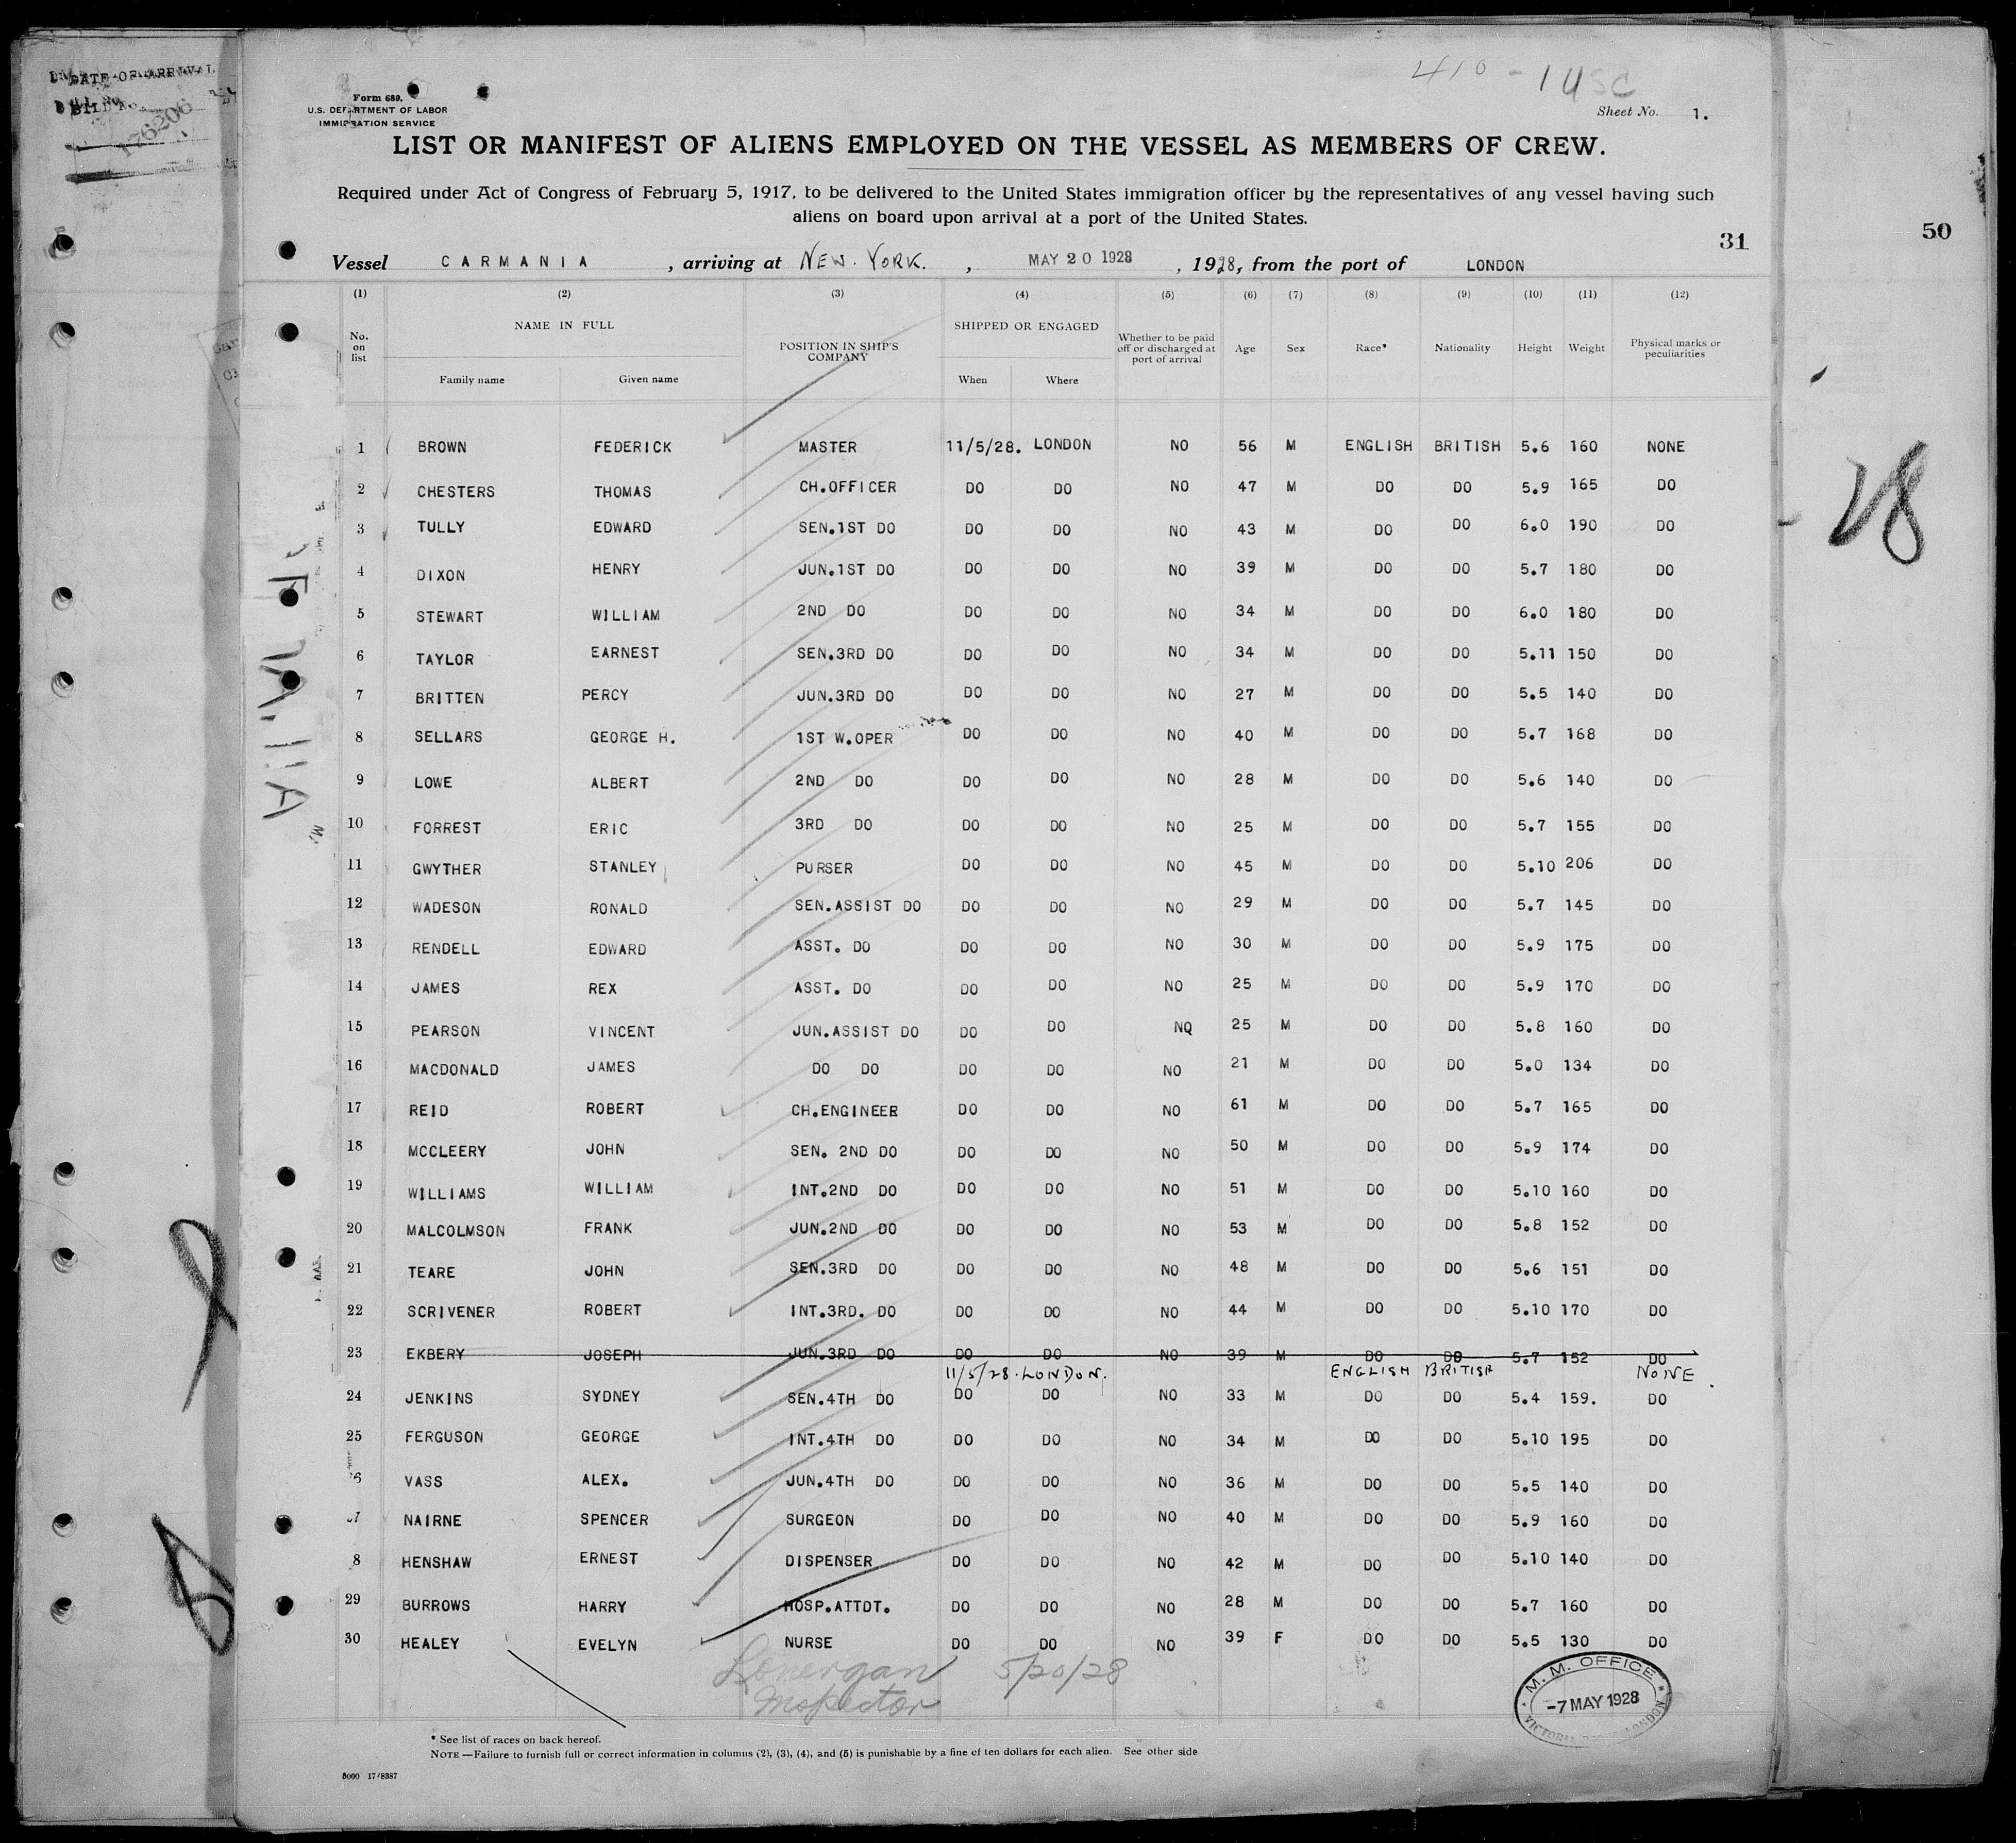 DATE OF ARRIVAL
176206
410 - 14SC
Form 680.
U.S. DEPARTMENT OF LABOR
IMMIGRATION SERVICE
Sheet No. 1.
LIST OR MANIFEST OF ALIENS EMPLOYED ON THE VESSEL AS MEMBERS OF CREW.
Required under Act of Congress of February 5, 1917, to be delivered to the United States immigration officer by the representatives of any vessel having such
aliens on board upon arrival at a port of the United States.
31
50
Vessel CARMANIA, arriving at NEW YORK., MAY 20 1928, 1928, from the port of LONDON
(1) (2) (3) (4) (5) (6) (7) (8) (9) (10) (11) (12)
No. on list NAME IN FULL Family name Given name POSITION IN SHIP'S COMPANY SHIPPED OR ENGAGED When Where Whether to be paid off or discharged at port of arrival Age Sex Race* Nationality Height Weight Physical marks or peculiarities
1 BROWN FEDERICK MASTER 11/5/28. LONDON NO 56 M ENGLISH BRITISH 5.6 160 NONE
2 CHESTERS THOMAS CH.OFFICER DO DO NO 47 M DO DO 5.9 165 DO
3 TULLY EDWARD SEN.1ST DO DO DO NO 43 M DO DO 6.0 190 DO
4 DIXON HENRY JUN.1ST DO DO DO NO 39 M DO DO 5.7 180 DO
5 STEWART WILLIAM 2ND DO DO DO NO 34 M DO DO 6.0 180 DO
6 TAYLOR EARNEST SEN.3RD DO DO DO NO 34 M DO DO 5.11 150 DO
7 BRITTEN PERCY JUN.3RD DO DO DO NO 27 M DO DO 5.5 140 DO
8 SELLARS GEORGE H. 1ST W.OPER DO DO NO 40 M DO DO 5.7 168 DO
9 LOWE ALBERT 2ND DO DO DO NO 28 M DO DO 5.6 140 DO
10 FORREST ERIC 3RD DO DO DO NO 25 M DO DO 5.7 155 DO
11 GWYTHER STANLEY PURSER DO DO NO 45 M DO DO 5.10 206 DO
12 WADESON RONALD SEN.ASSIST DO DO DO NO 29 M DO DO 5.7 145 DO
13 RENDELL EDWARD ASST. DO DO DO NO 30 M DO DO 5.9 175 DO
14 JAMES REX ASST. DO DO DO NO 25 M DO DO 5.9 170 DO
15 PEARSON VINCENT JUN.ASSIST DO DO DO NQ 25 M DO DO 5.8 160 DO
16 MACDONALD JAMES DO DO DO DO NO 21 M DO DO 5.0 134 DO
17 REID ROBERT CH.ENGINEER DO DO NO 61 M DO DO 5.7 165 DO
18 MCCLEERY JOHN SEN. 2ND DO DO DO NO 50 M DO DO 5.9 174 DO
19 WILLIAMS WILLIAM INT.2ND DO DO DO NO 51 M DO DO 5.10 160 DO
20 MALCOLMSON FRANK JUN.2ND DO DO DO NO 53 M DO DO 5.8 152 DO
21 TEARE JOHN SEN.3RD DO DO DO NO 48 M DO DO 5.6 151 DO
22 SCRIVENER ROBERT INT.3RD. DO DO DO NO 44 M DO DO 5.10 170 DO
23 EKBERY JOSEPH JUN.3RD DO DO DO NO 39 M DO DO 5.7 152 DO
11/5/28. LONDON. ENGLISH BRITISH NONE
24 JENKINS SYDNEY SEN.4TH DO DO DO NO 33 M DO DO 5.4 159. DO
25 FERGUSON GEORGE INT.4TH DO DO DO NO 34 M DO DO 5.10 195 DO
6 VASS ALEX. JUN.4TH DO DO DO NO 36 M DO DO 5.5 140 DO
7 NAIRNE SPENCER SURGEON DO DO NO 40 M DO DO 5.9 160 DO
8 HENSHAW ERNEST DISPENSER DO DO NO 42 M DO DO 5.10 140 DO
29 BURROWS HARRY HOSP.ATTDT. DO DO NO 28 M DO DO 5.7 160 DO
30 HEALEY EVELYN NURSE DO DO NO 39 F DO DO 5.5 130 DO
28
Lonergan 5/20/28
Inspector
M. M. OFFICE
-7 MAY 1928
LONDON
* See list of races on back hereof.
NOTE—Failure to furnish full or correct information in columns (2), (3), (4), and (5) is punishable by a fine of ten dollars for each alien. See other side
5000 17/8387